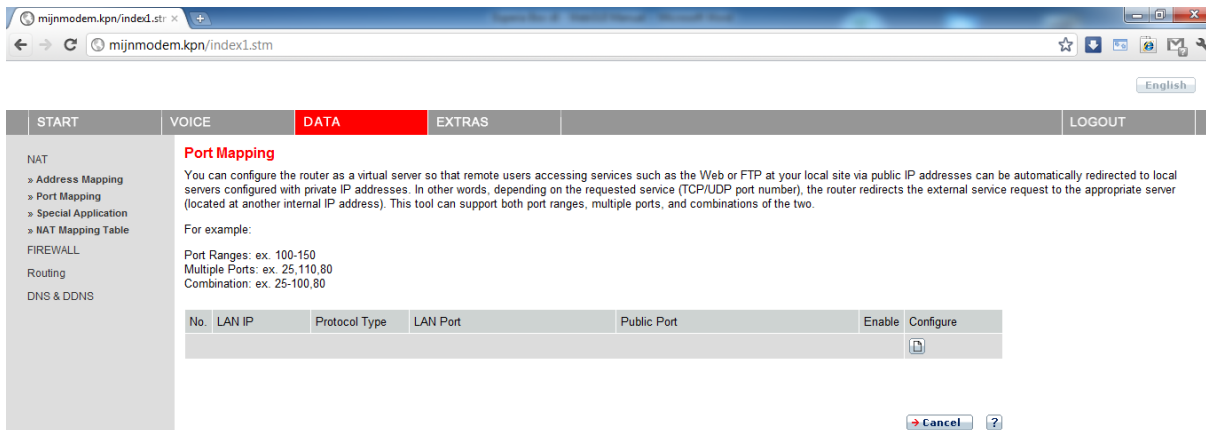 mijnmodem.kpn/index1.str
mijnmodem.kpn/index1.stm
English
START VOICE DATA EXTRAS LOGOUT
NAT
» Address Mapping
» Port Mapping
» Special Application
» NAT Mapping Table
FIREWALL
Routing
DNS & DDNS
Port Mapping
You can configure the router as a virtual server so that remote users accessing services such as the Web or FTP at your local site via public IP addresses can be automatically redirected to local
servers configured with private IP addresses. In other words, depending on the requested service (TCP/UDP port number), the router redirects the external service request to the appropriate server
(located at another internal IP address). This tool can support both port ranges, multiple ports, and combinations of the two.
For example:
Port Ranges: ex. 100-150
Multiple Ports: ex. 25,110,80
Combination: ex. 25-100,80
No. LAN IP Protocol Type LAN Port Public Port Enable Configure
Cancel ?